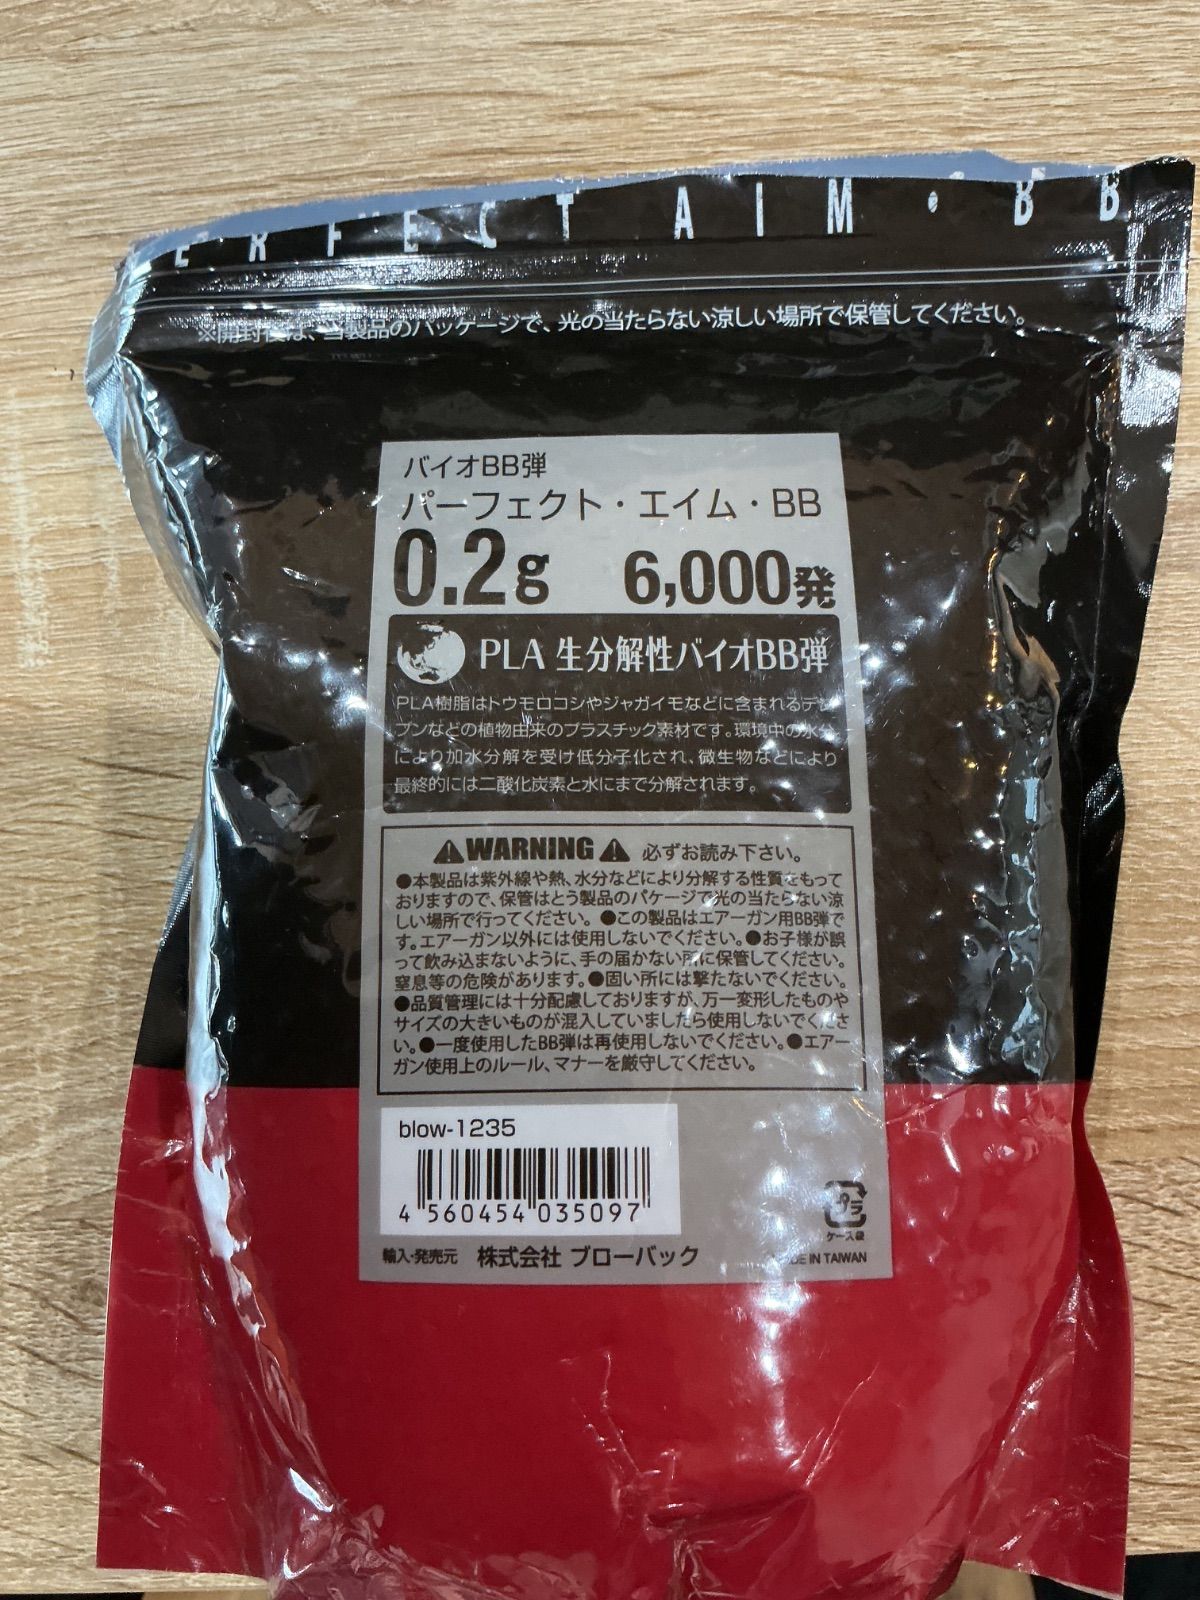 ERFECT AIM・BB
※開封後は、当製品のパッケージで、光の当たらない涼しい場所で保管してください。
バイオBB弾
パーフェクト・エイム・BB
0.2g 6,000発
PLA 生分解性バイオBB弾
PLA樹脂はトウモロコシやジャガイモなどに含まれるデン
プンなどの植物由来のプラスチック素材です。環境中の水分
により加水分解を受け低分子化され、微生物などにより
最終的には二酸化炭素と水にまで分解されます。
WARNING 必ずお読み下さい。
●本製品は紫外線や熱、水分などにより分解する性質をもって
おりますので、保管はとう製品のパケージで光の当たらない涼
しい場所で行ってください。●この製品はエアーガン用BB弾で
す。エアーガン以外には使用しないでください。●お子様が誤
って飲み込まないように、手の届かない所に保管してください。
窒息等の危険があります。●固い所には撃たないでください。
●品質管理には十分配慮しておりますが、万一変形したものや
サイズの大きいものが混入していましたら使用しないでくださ
い。●一度使用したBB弾は再使用しないでください。●エアー
ガン使用上のルール、マナーを厳守してください。
blow-1235
4 560454 035097
プラ
ケース袋
輸入・発売元 株式会社 ブローバック
DE IN TAIWAN